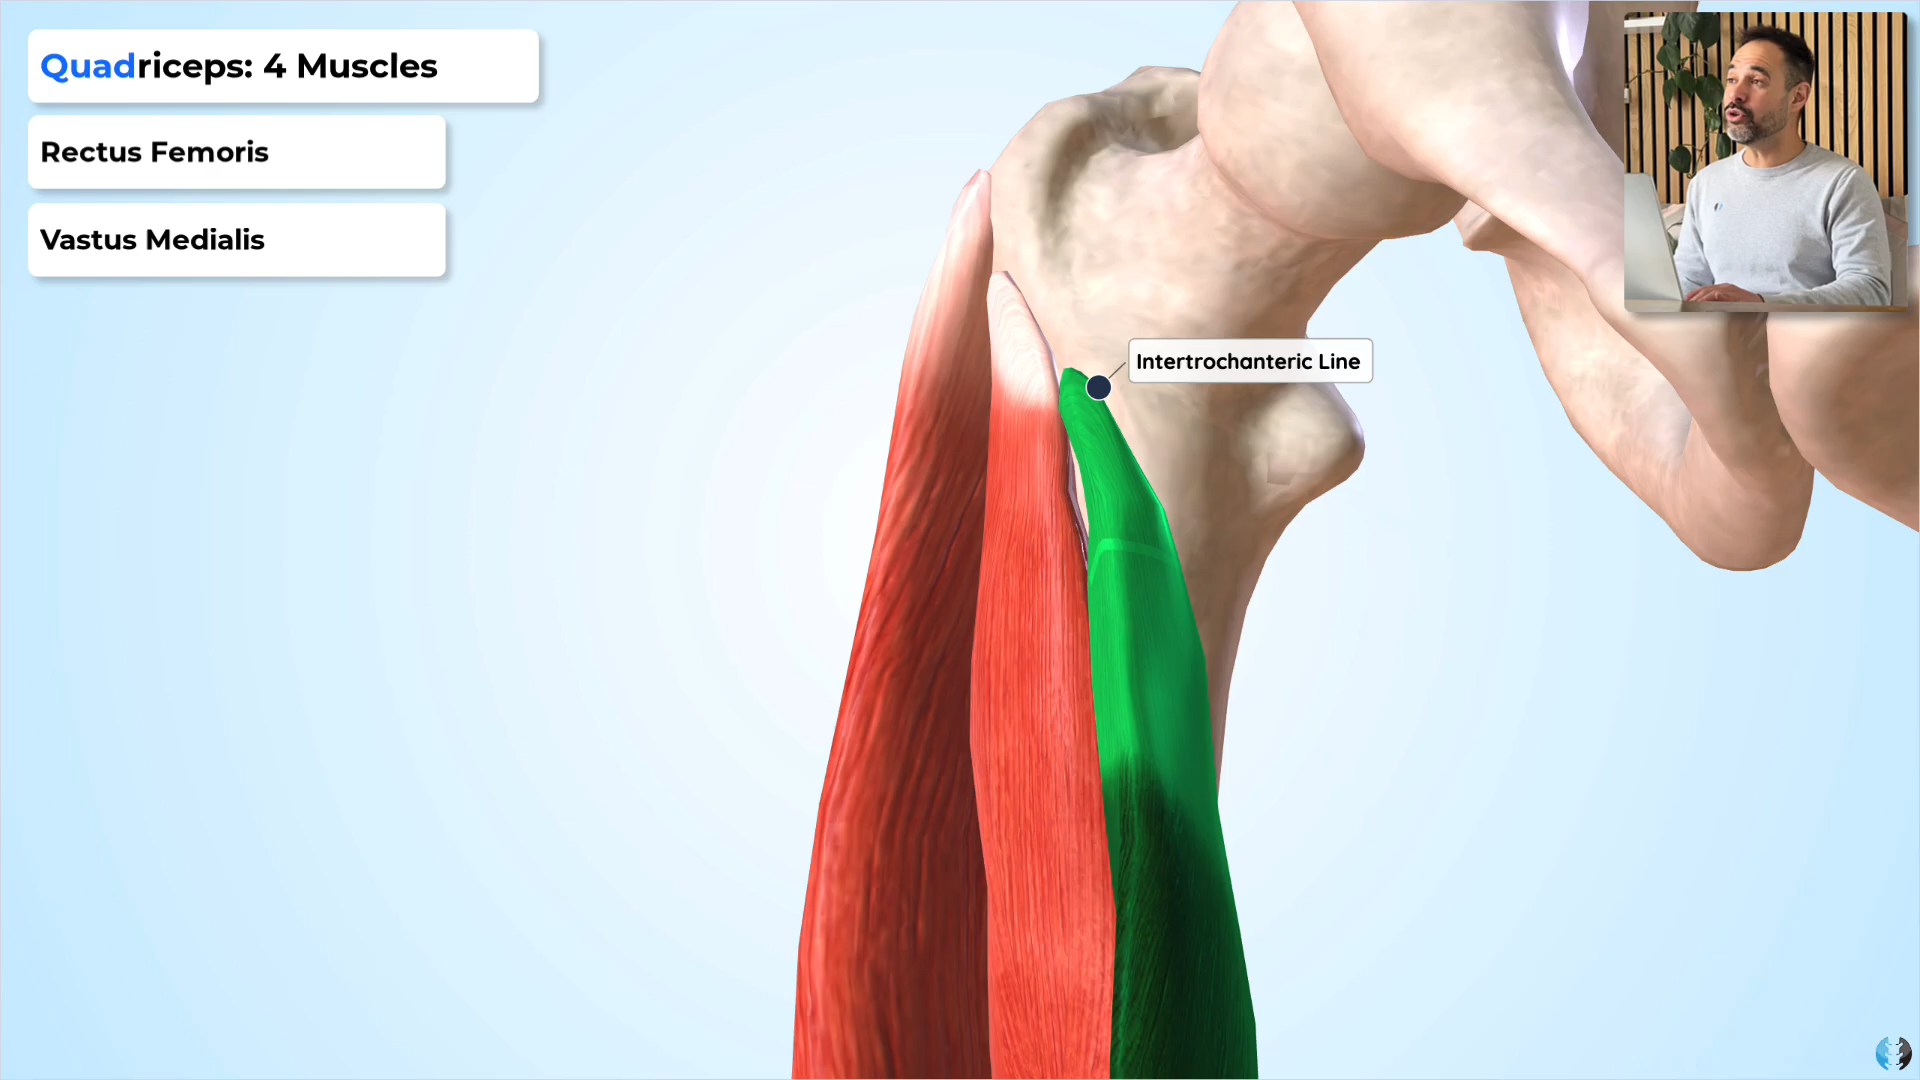 Quadriceps: 4 Muscles
Rectus Femoris
Vastus Medialis
Intertrochanteric Line